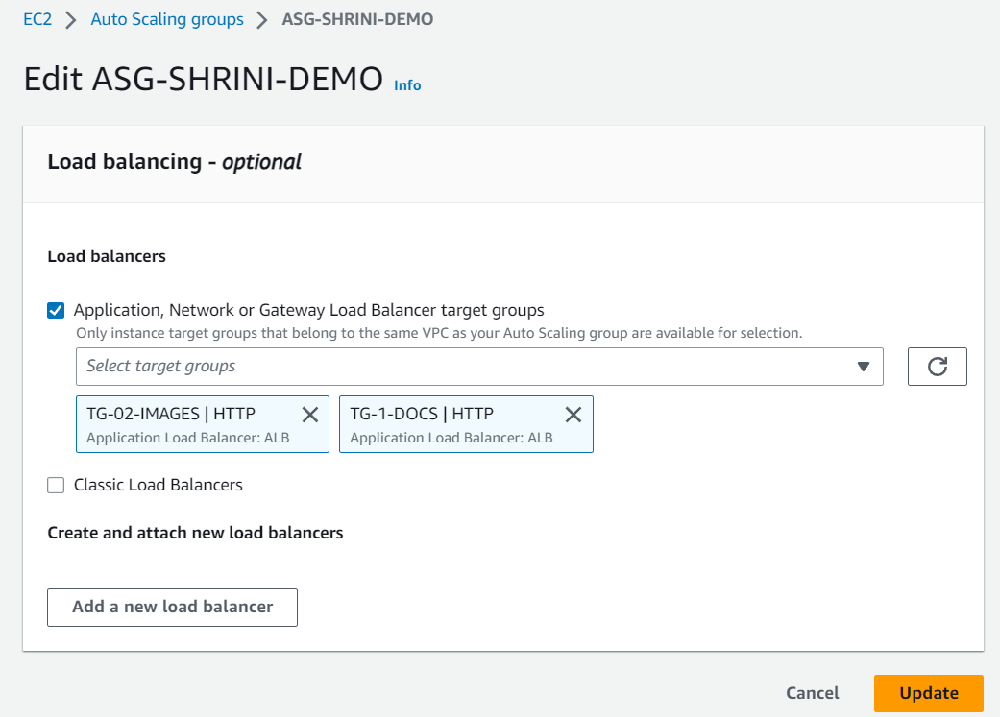 EC2 > Auto Scaling groups > ASG-SHRINI-DEMO
Edit ASG-SHRINI-DEMO Info
Load balancing - optional
Load balancers
Application, Network or Gateway Load Balancer target groups
Only instance target groups that belong to the same VPC as your Auto Scaling group are available for selection.
Select target groups
TG-02-IMAGES | HTTP
Application Load Balancer: ALB
TG-1-DOCS | HTTP
Application Load Balancer: ALB
Classic Load Balancers
Create and attach new load balancers
Add a new load balancer
Cancel Update